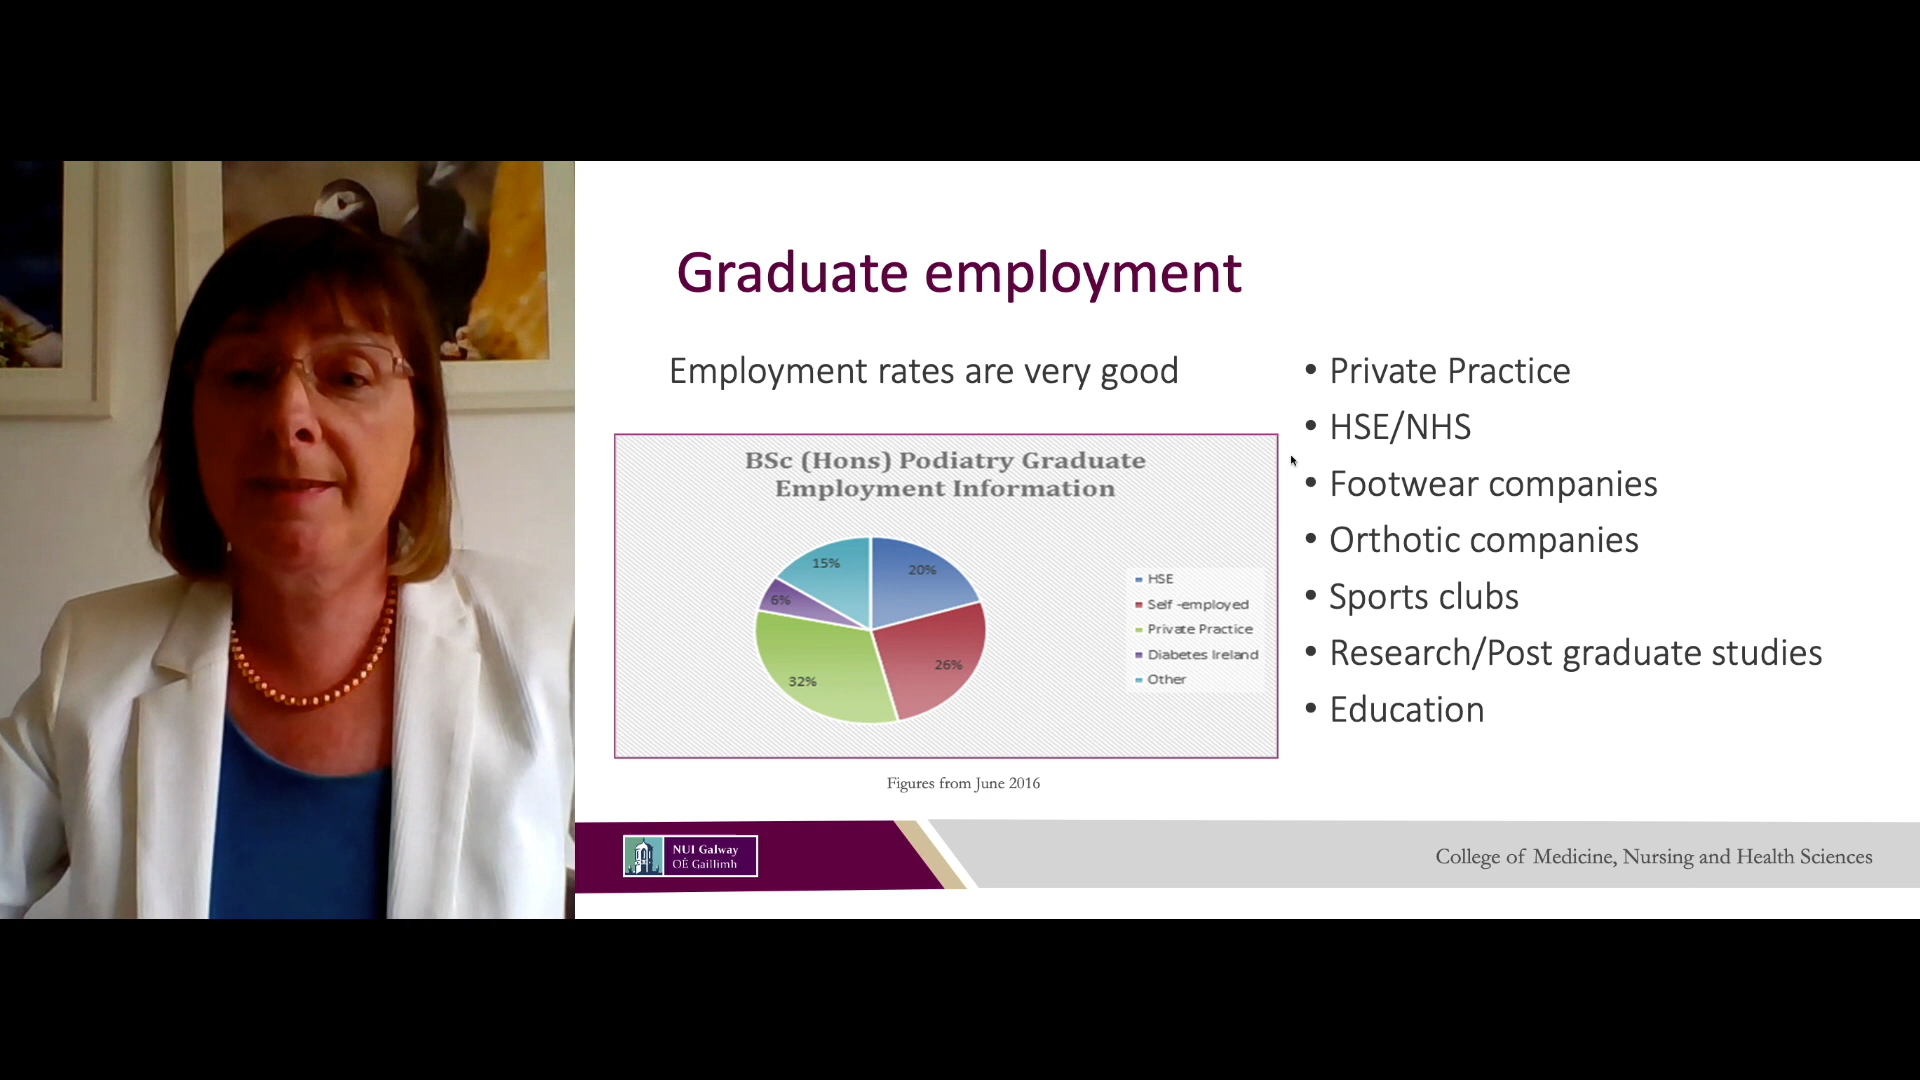 Graduate employment
Employment rates are very good
BSc (Hons) Podiatry Graduate
Employment Information
15%
20%
6%
26%
32%
HSE
Self -employed
Private Practice
Diabetes Ireland
Other
Figures from June 2016
• Private Practice
• HSE/NHS
• Footwear companies
• Orthotic companies
• Sports clubs
• Research/Post graduate studies
• Education
NUI Galway
OÉ Gaillimh
College of Medicine, Nursing and Health Sciences